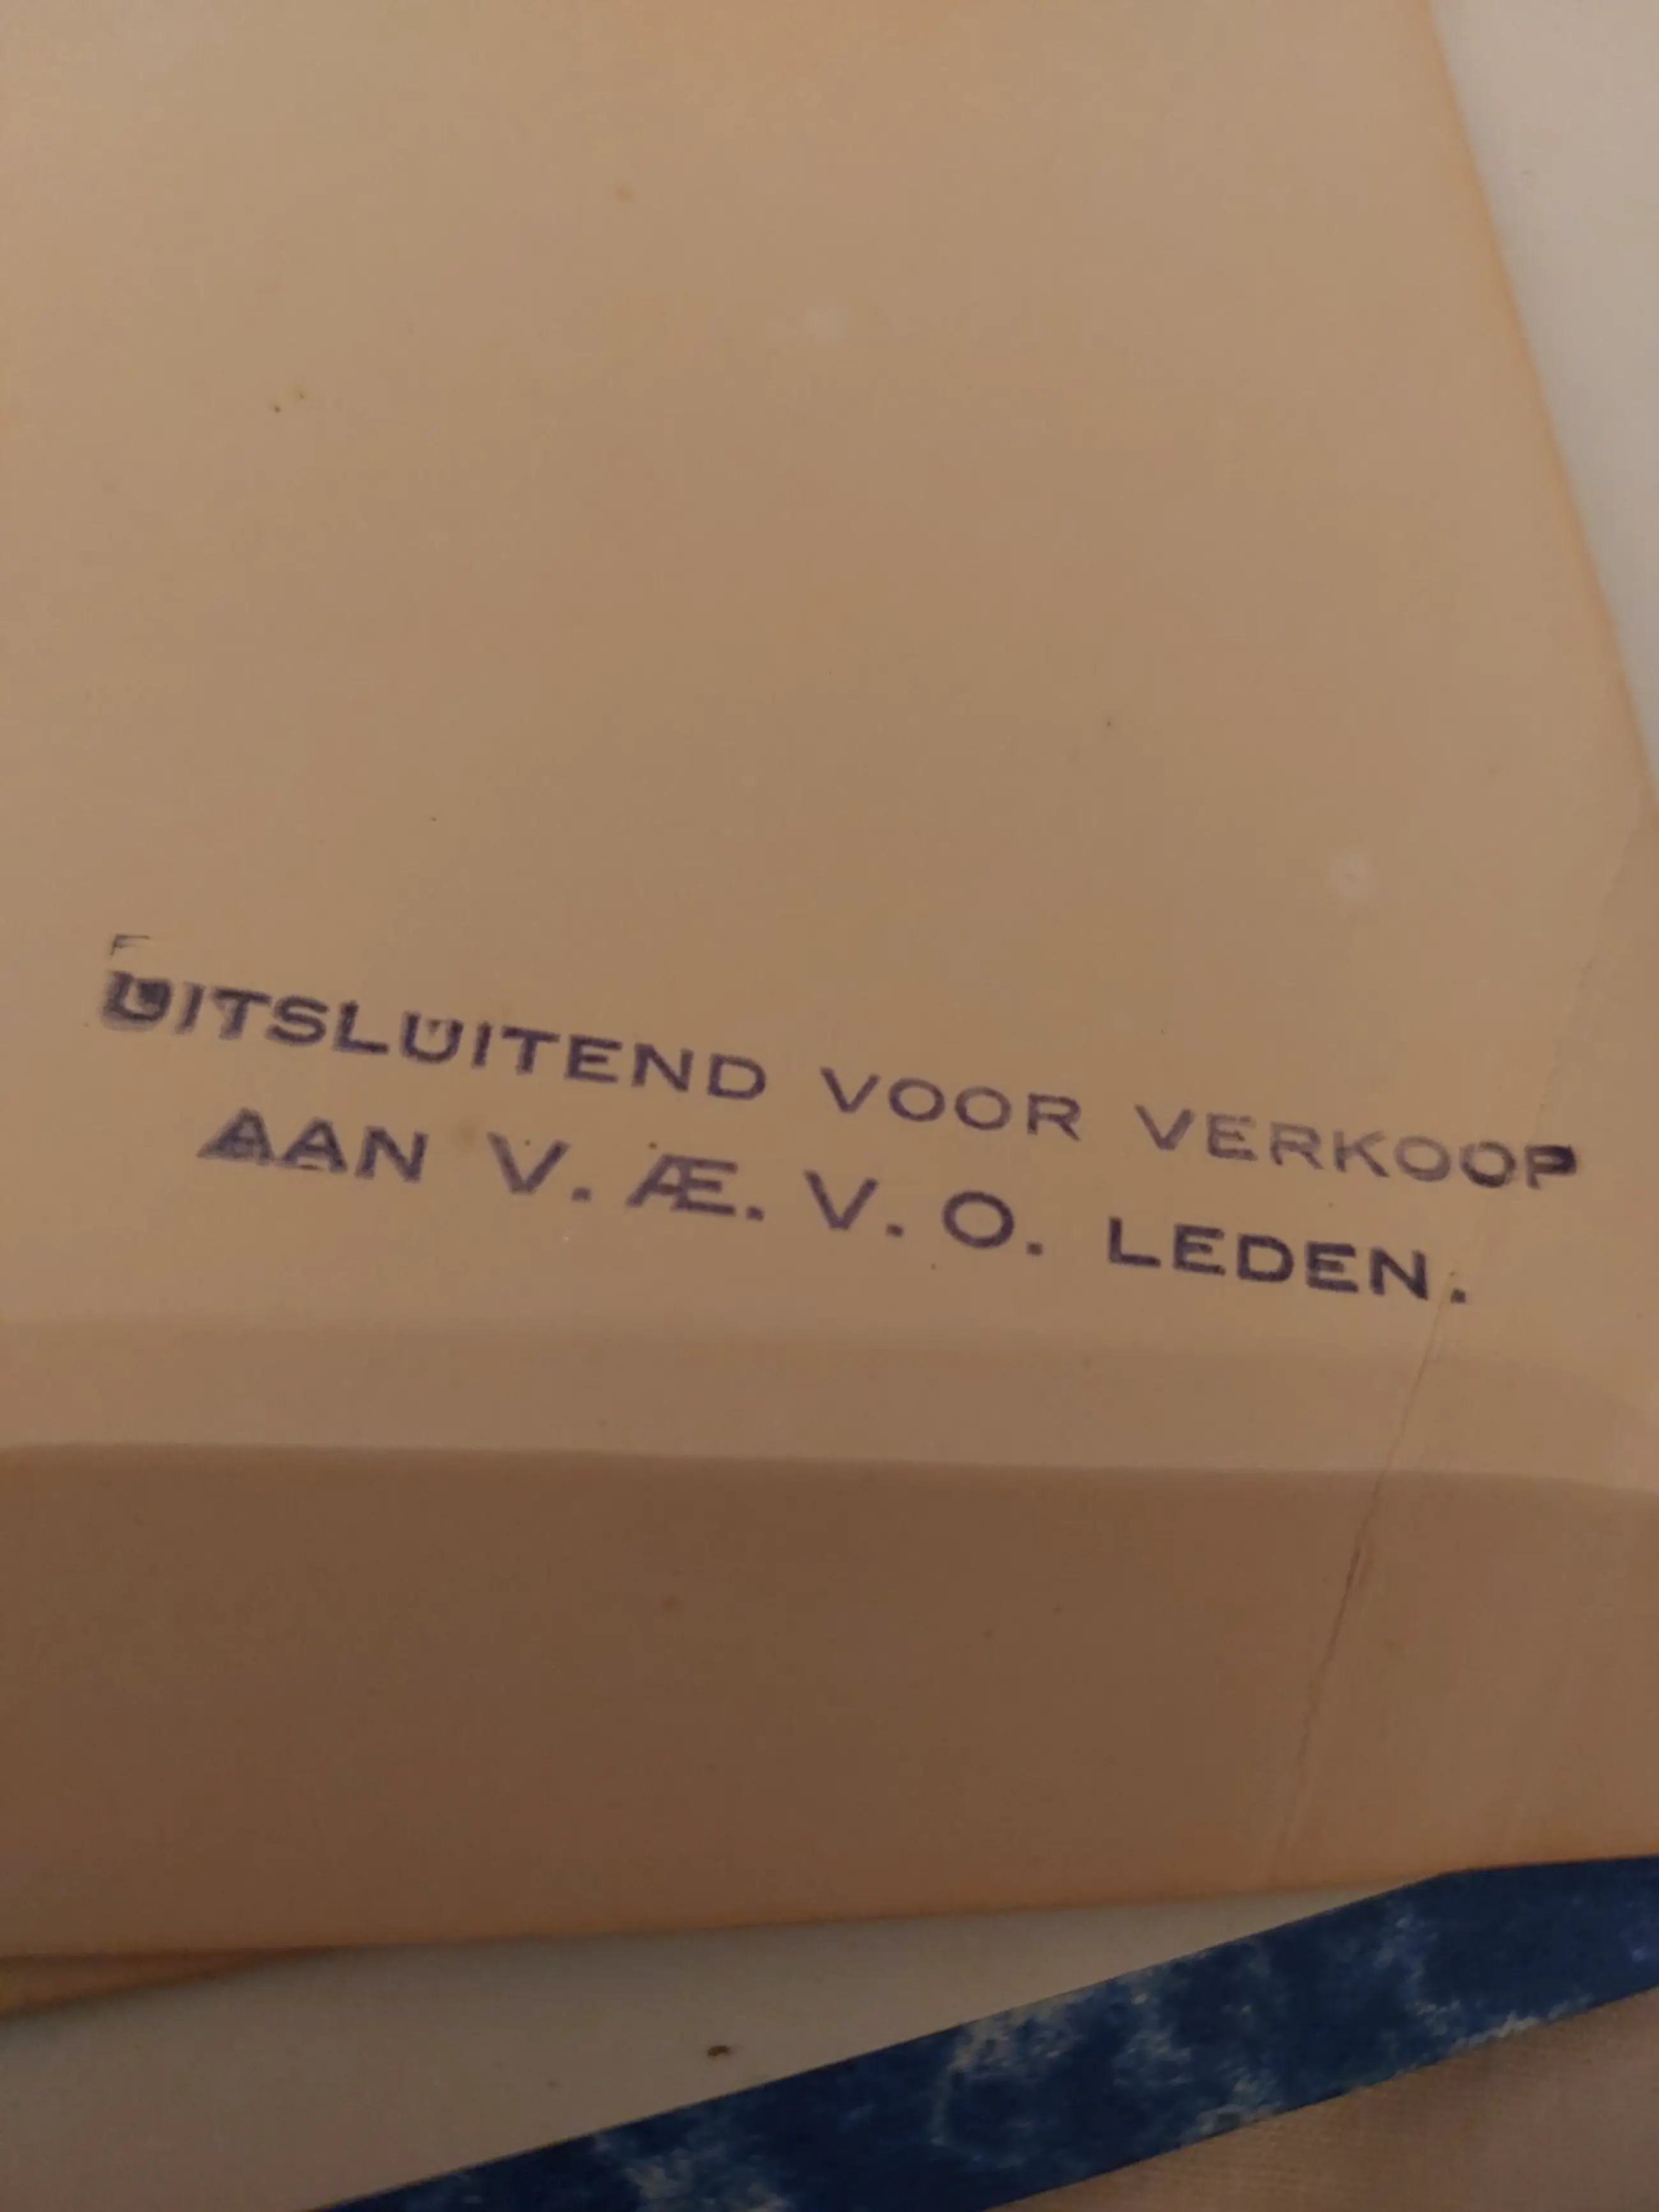 UITSLUITEND VOOR VERKOOP
AAN V. Æ. V. O. LEDEN.